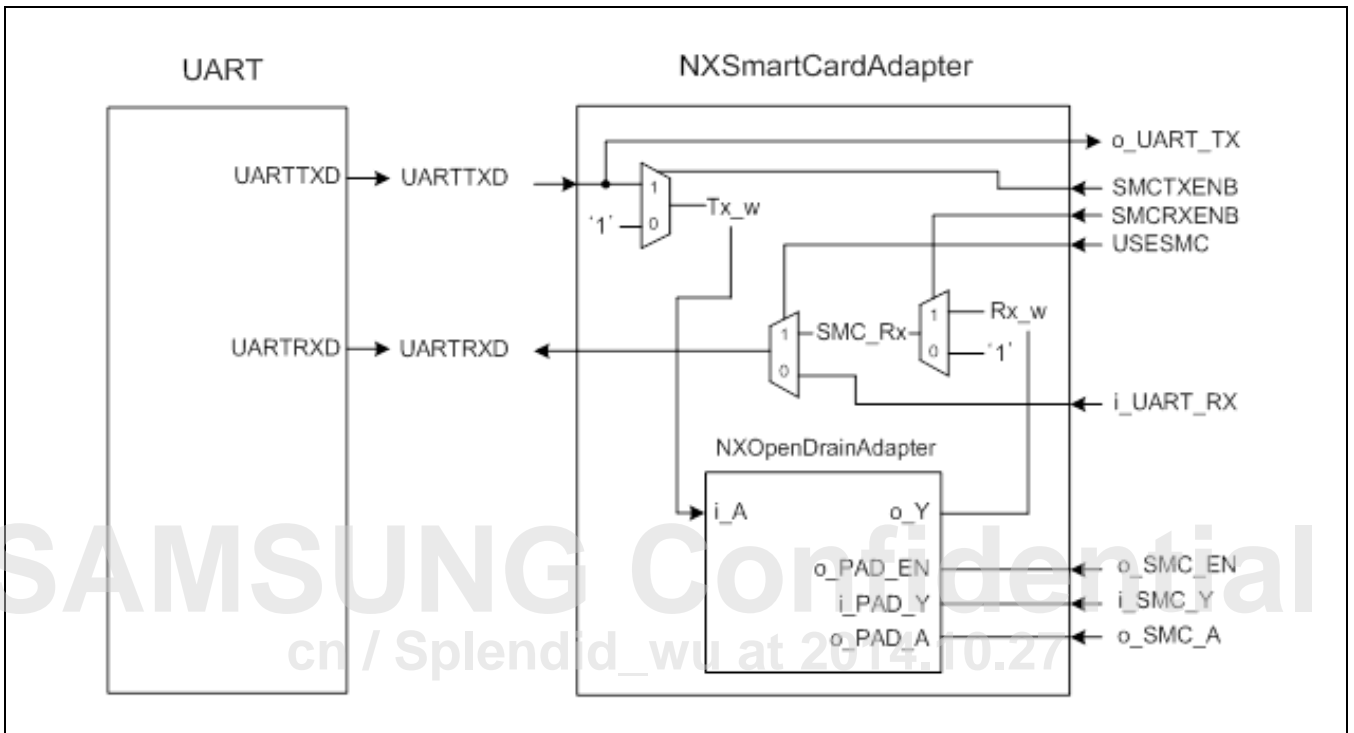 UART
NXSmartCardAdapter
o_UART_TX
UARTTXD
UARTTXD
1
SMCTXENB
Tx_w
SMCRXENB
'1'
0
USESMC
1
Rx_w
1
SMC_Rx
UARTRXD
UARTRXD
0
'1'
0
i_UART_RX
NXOpenDrainAdapter
i_A
o_Y
SAMSUNG Confidential
o_PAD_EN
o_SMC_EN
i_PAD_Y
i_SMC_Y
o_PAD_A
o_SMC_A
cn / Splendid_wu at 2014.10.27